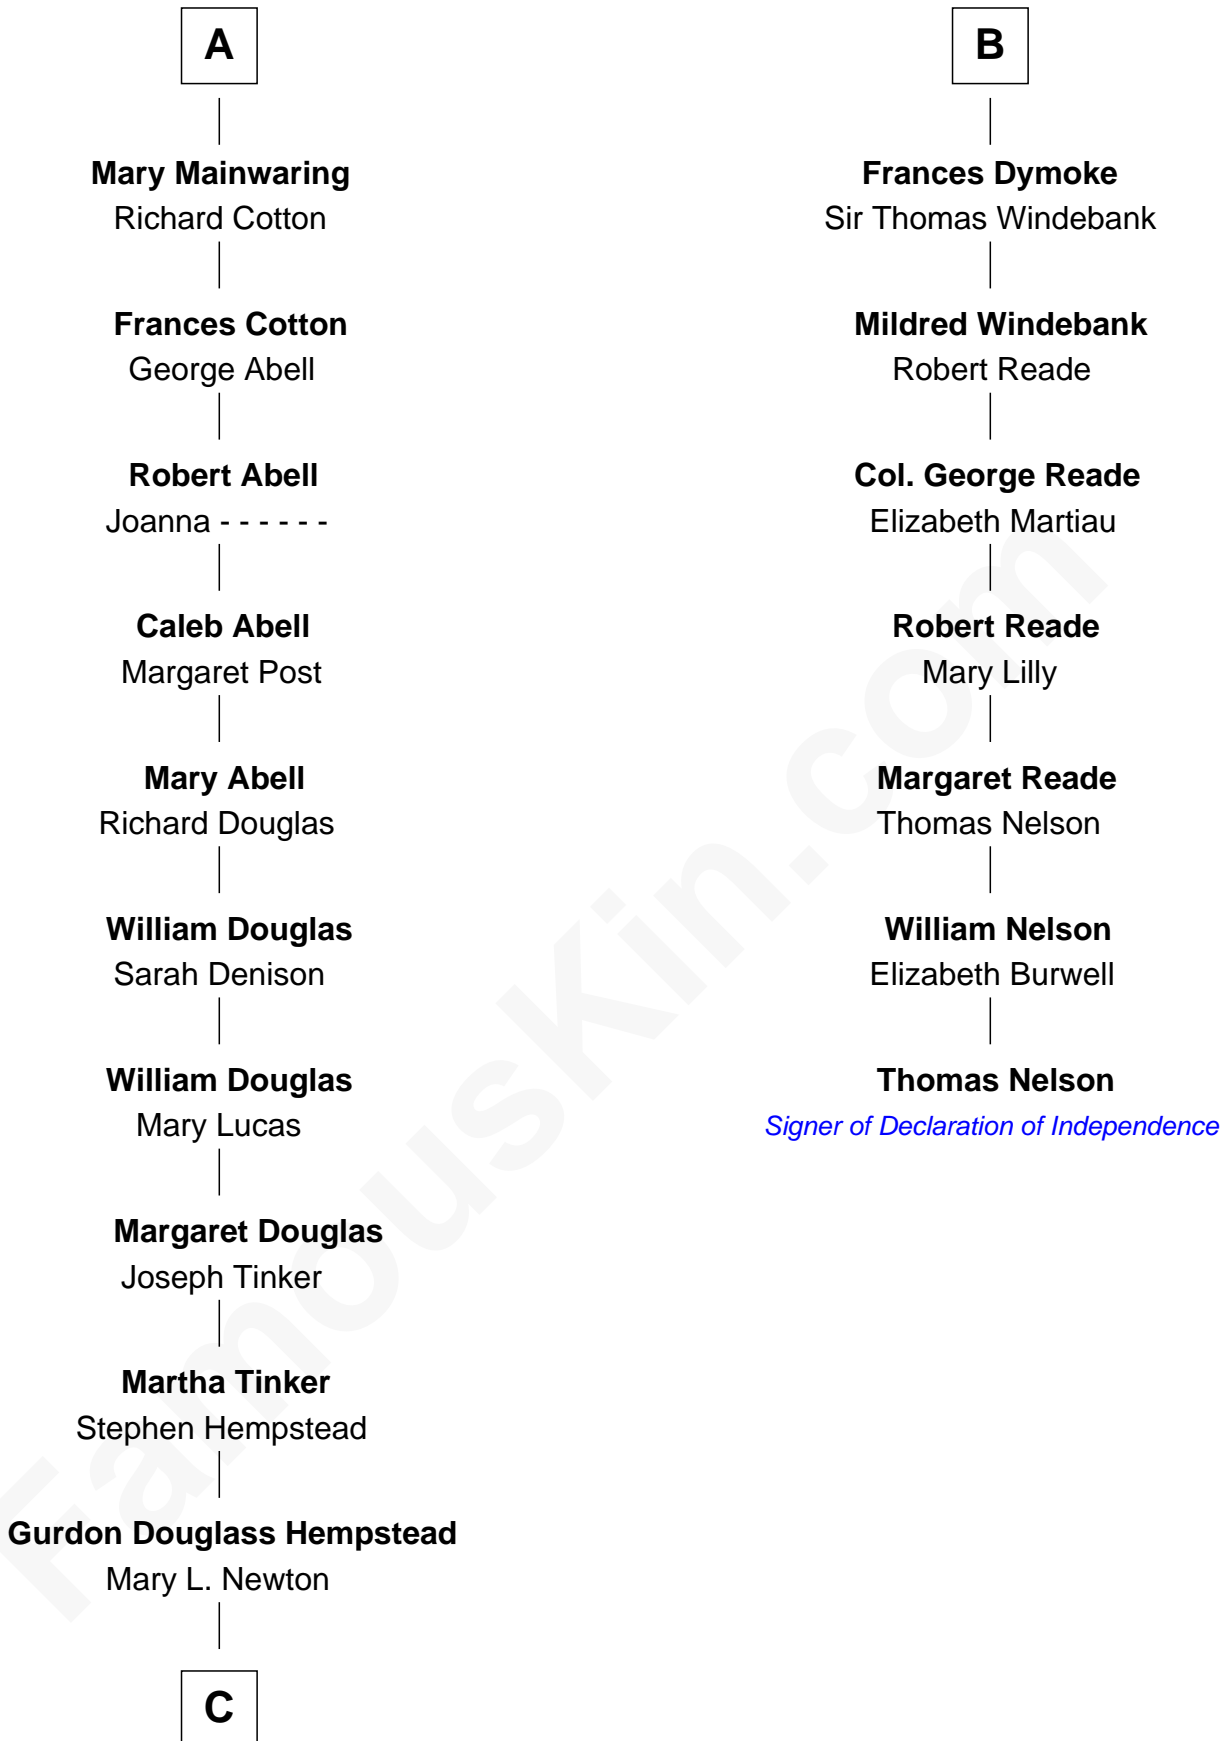 A
Mary Mainwaring
Richard Cotton
Frances Cotton
George Abell
Robert Abell
Joanna - - - - - -
Caleb Abell
Margaret Post
Mary Abell
Richard Douglas
William Douglas
Sarah Denison
William Douglas
Mary Lucas
Margaret Douglas
Joseph Tinker
Martha Tinker
Stephen Hempstead
Gurdon Douglass Hempstead
Mary L. Newton
C
B
Frances Dymoke
Sir Thomas Windebank
Mildred Windebank
Robert Reade
Col. George Reade
Elizabeth Martiau
Robert Reade
Mary Lilly
Margaret Reade
Thomas Nelson
William Nelson
Elizabeth Burwell
Thomas Nelson
Signer of Declaration of Independence
FamousKin.com